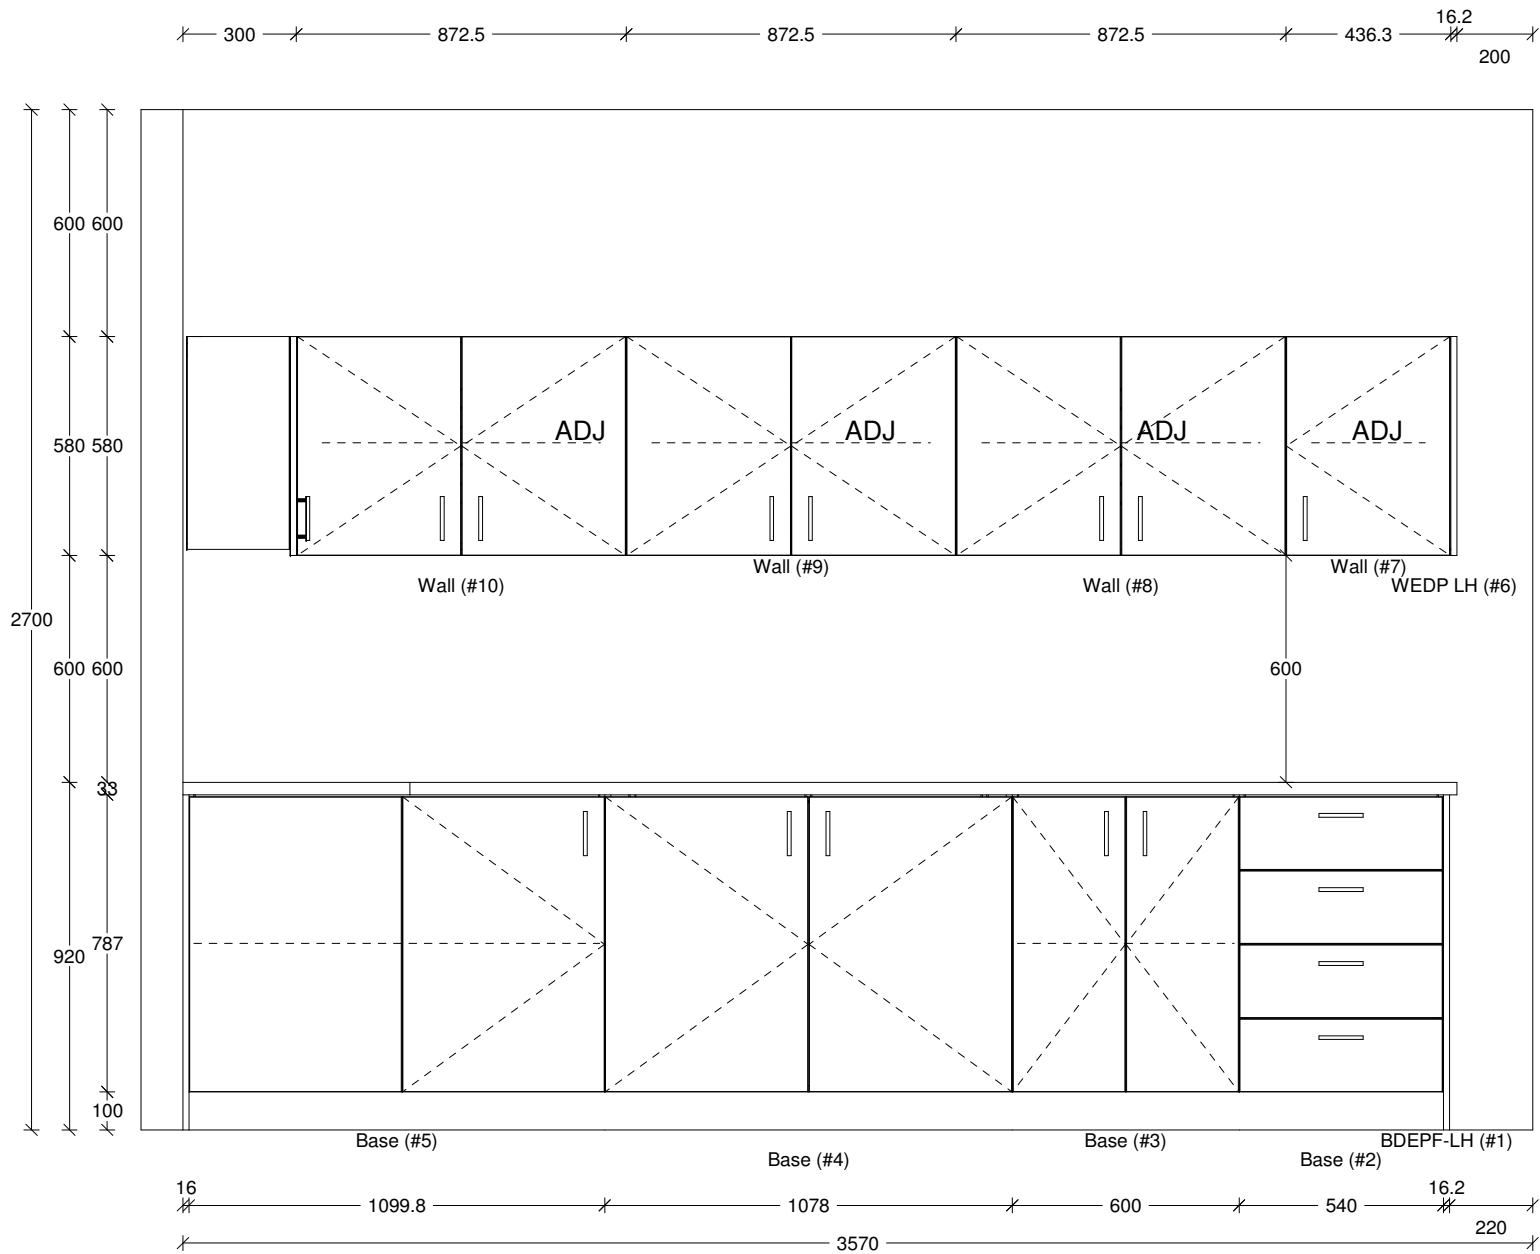 16.2
300 872.5 872.5 872.5 436.3
200
600 600
ADJ ADJ ADJ ADJ
580 580
Wall (#9) Wall (#7)
Wall (#10) Wall (#8) WEDP LH (#6)
2700
600 600 600
33
920 787
100
Base (#5) Base (#3) BDEPF-LH (#1)
Base (#4) Base (#2)
16 16.2
1099.8 1078 600 540
220
3570